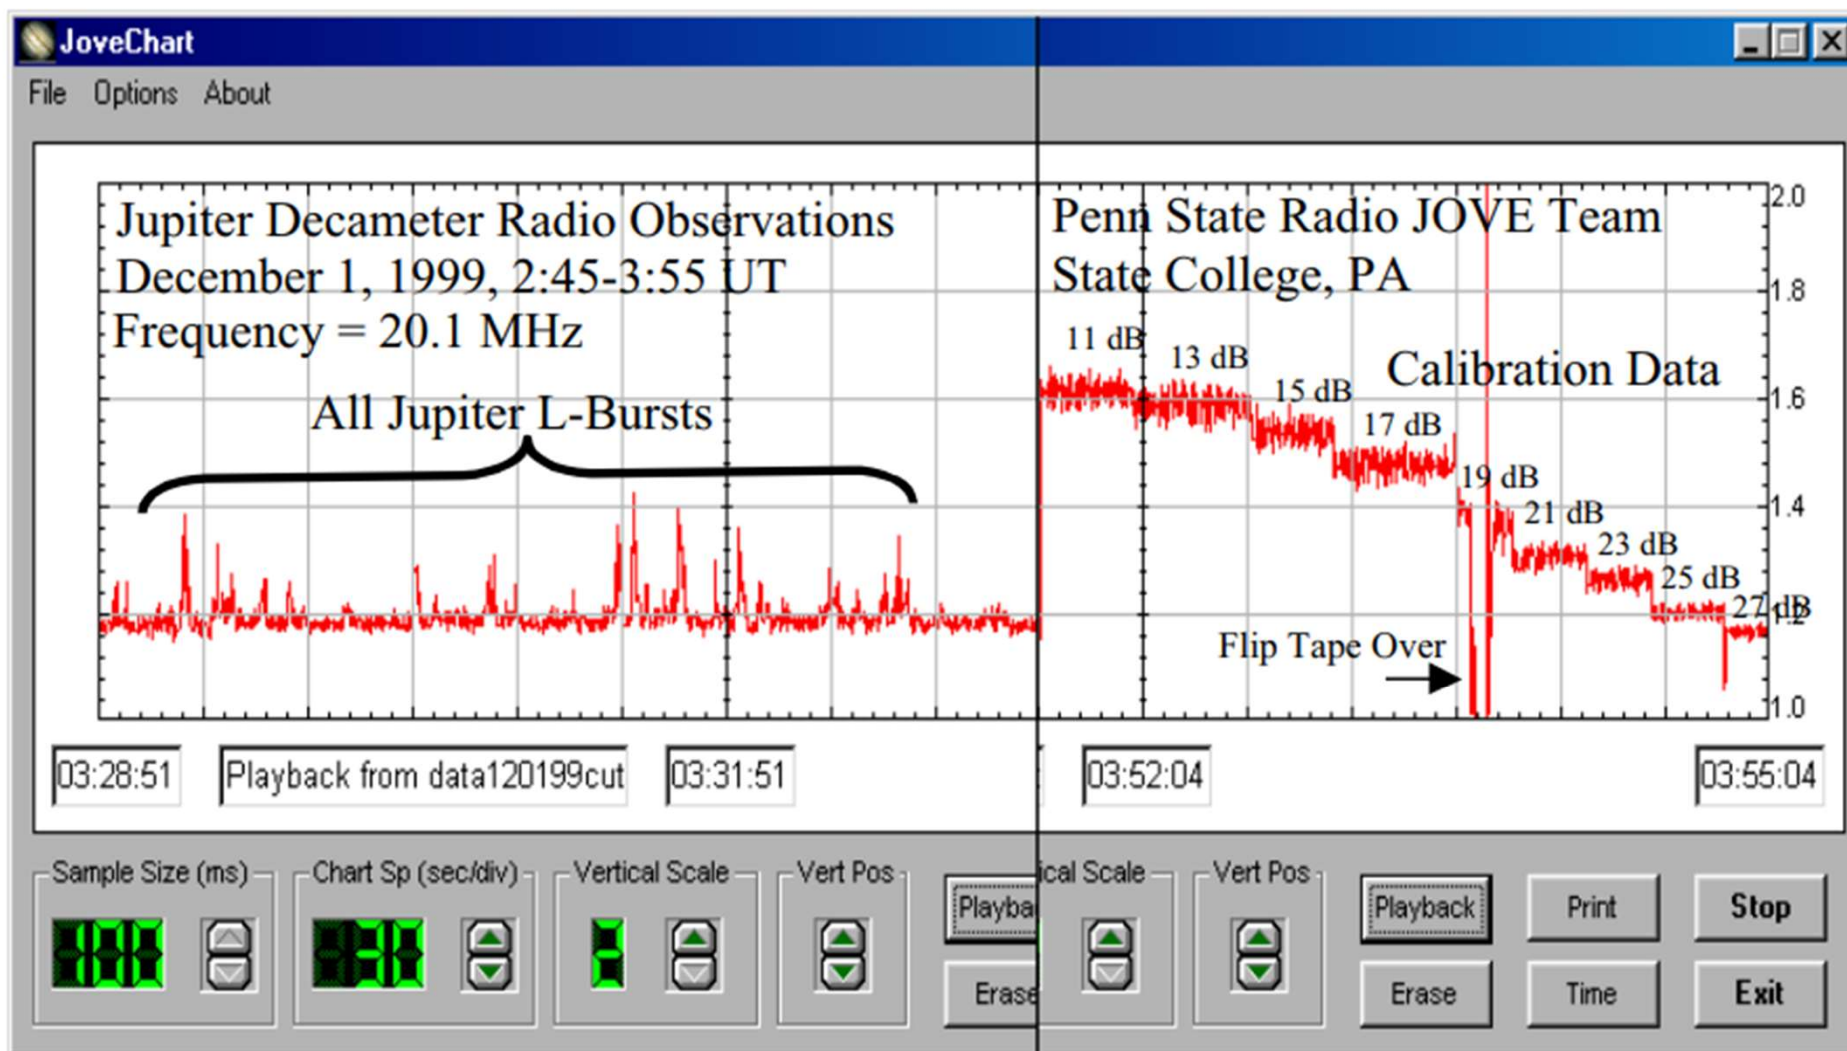 JoveChart
File Options About
Jupiter Decameter Radio Observations
December 1, 1999, 2:45-3:55 UT
Frequency = 20.1 MHz
All Jupiter L-Bursts
Penn State Radio JOVE Team
State College, PA
Calibration Data
11 dB
13 dB
15 dB
17 dB
19 dB
21 dB
23 dB
25 dB
27 dB
Flip Tape Over
2.0
1.8
1.6
1.4
1.2
1.0
03:28:51
Playback from data120199cut
03:31:51
03:52:04
03:55:04
Sample Size (ms)
100
Chart Sp (sec/div)
30
Vertical Scale
Vert Pos
Playba
Erase
ical Scale
Vert Pos
Playback
Print
Stop
Erase
Time
Exit